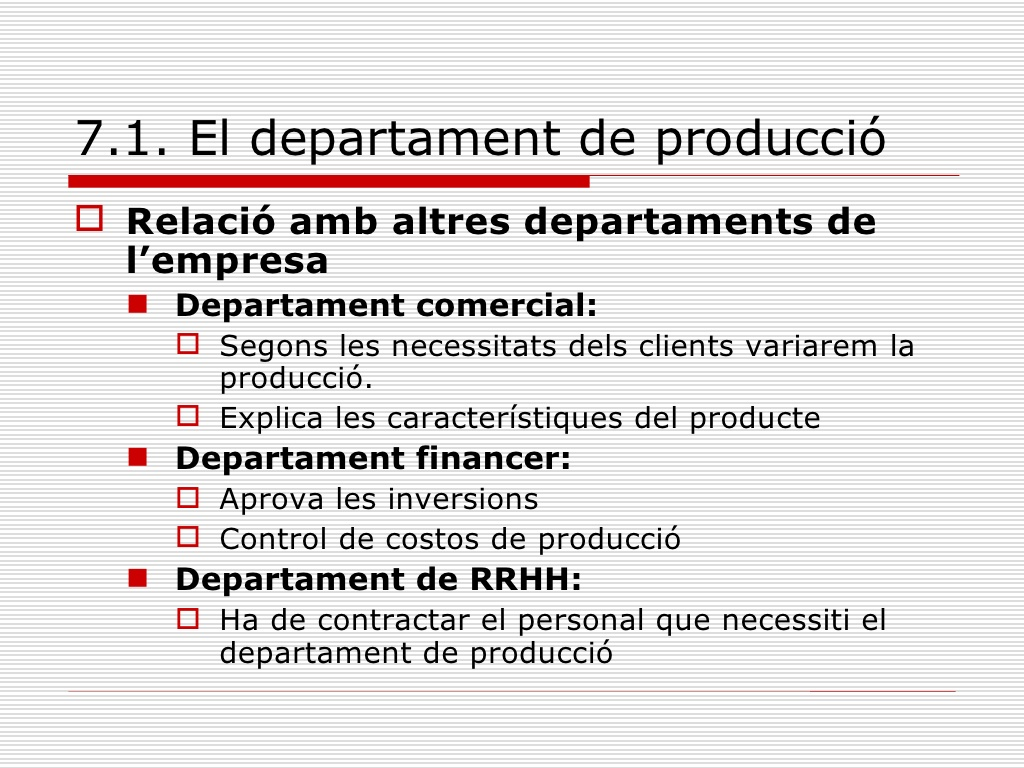 7.1. El departament de producció
Relació amb altres departaments de
l’empresa
Departament comercial:
Segons les necessitats dels clients variarem la
producció.
Explica les característiques del producte
Departament financer:
Aprova les inversions
Control de costos de producció
Departament de RRHH:
Ha de contractar el personal que necessiti el
departament de producció